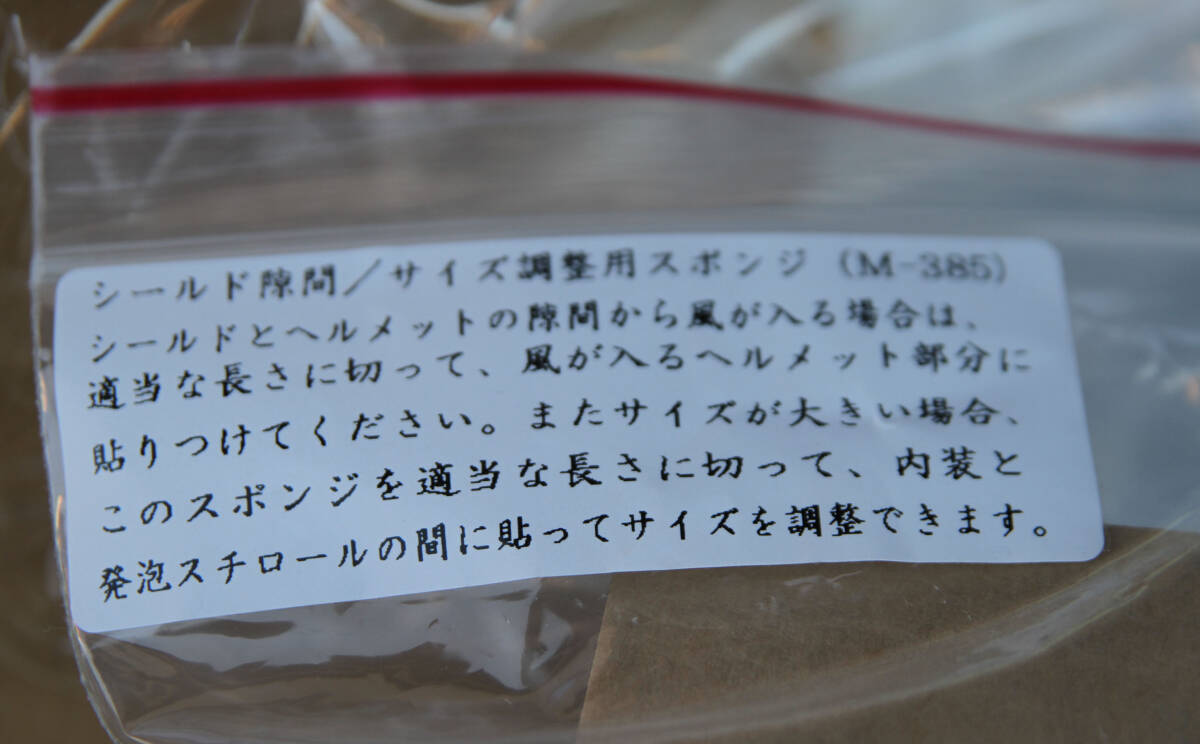 シールド隙間／サイズ調整用スポンジ（M-385）
シールドとヘルメットの隙間から風が入る場合は、
適当な長さに切って、風が入るヘルメット部分に
貼りつけてください。またサイズが大きい場合、
このスポンジを適当な長さに切って、内装と
発泡スチロールの間に貼ってサイズを調整できます。